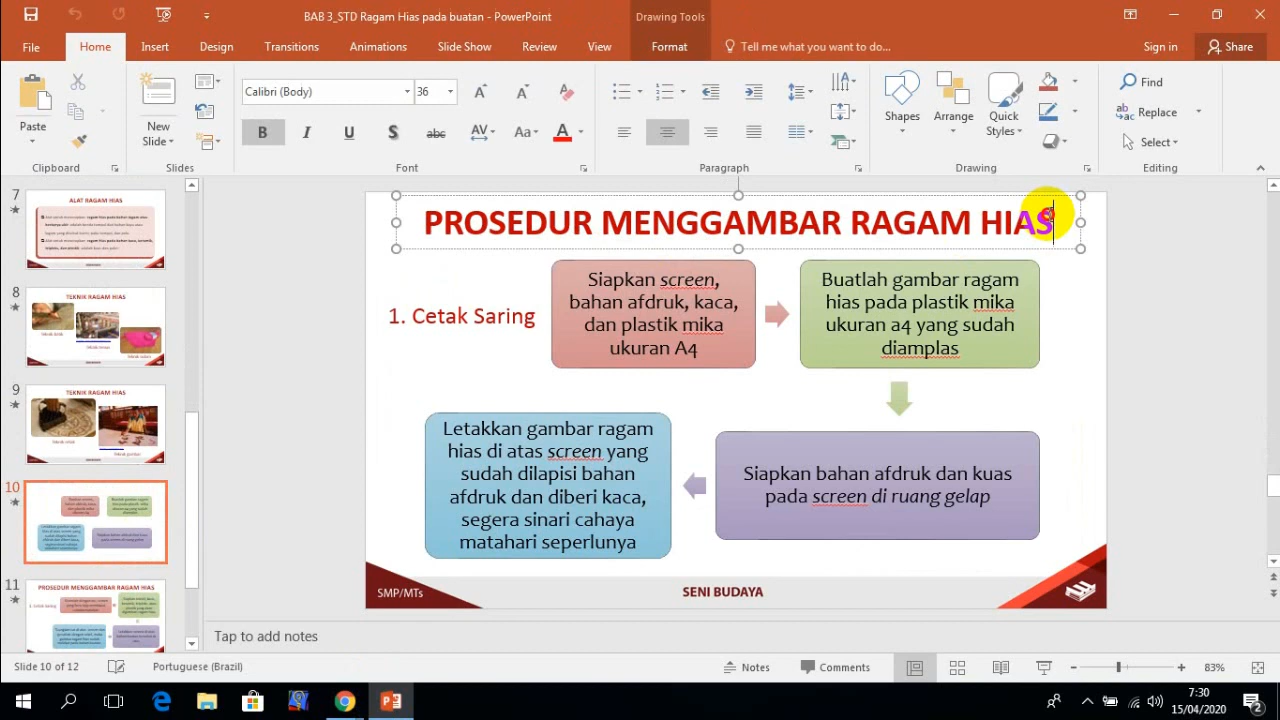 BAB 3_STD Ragam Hias pada buatan - PowerPoint
Drawing Tools
File
Home
Insert
Design
Transitions
Animations
Slide Show
Review
View
Format
Tell me what you want to do...
Sign in
Share
Paste
New
Slide
Calibri (Body)
36
Shapes
Arrange
Quick
Styles
Find
Replace
Select
Clipboard
Slides
Font
Paragraph
Drawing
Editing
7
ALAT RAGAM HIAS
8
TEKNIK RAGAM HIAS
9
TEKNIK RAGAM HIAS
10
11
PROSEDUR MENGGAMBAR RAGAM HIAS
PROSEDUR MENGGAMBAR RAGAM HIAS
1. Cetak Saring
Siapkan screen,
bahan afdruk, kaca,
dan plastik mika
ukuran A4
Buatlah gambar ragam
hias pada plastik mika
ukuran a4 yang sudah
diamplas
Letakkan gambar ragam
hias di atas screen yang
sudah dilapisi bahan
afdruk dan diberi kaca,
segera sinari cahaya
matahari seperlunya
Siapkan bahan afdruk dan kuas
pada screen di ruang gelap
SMP/MTs
SENI BUDAYA
Tap to add notes
Slide 10 of 12
Portuguese (Brazil)
Notes
Comments
83%
7:30
15/04/2020
2